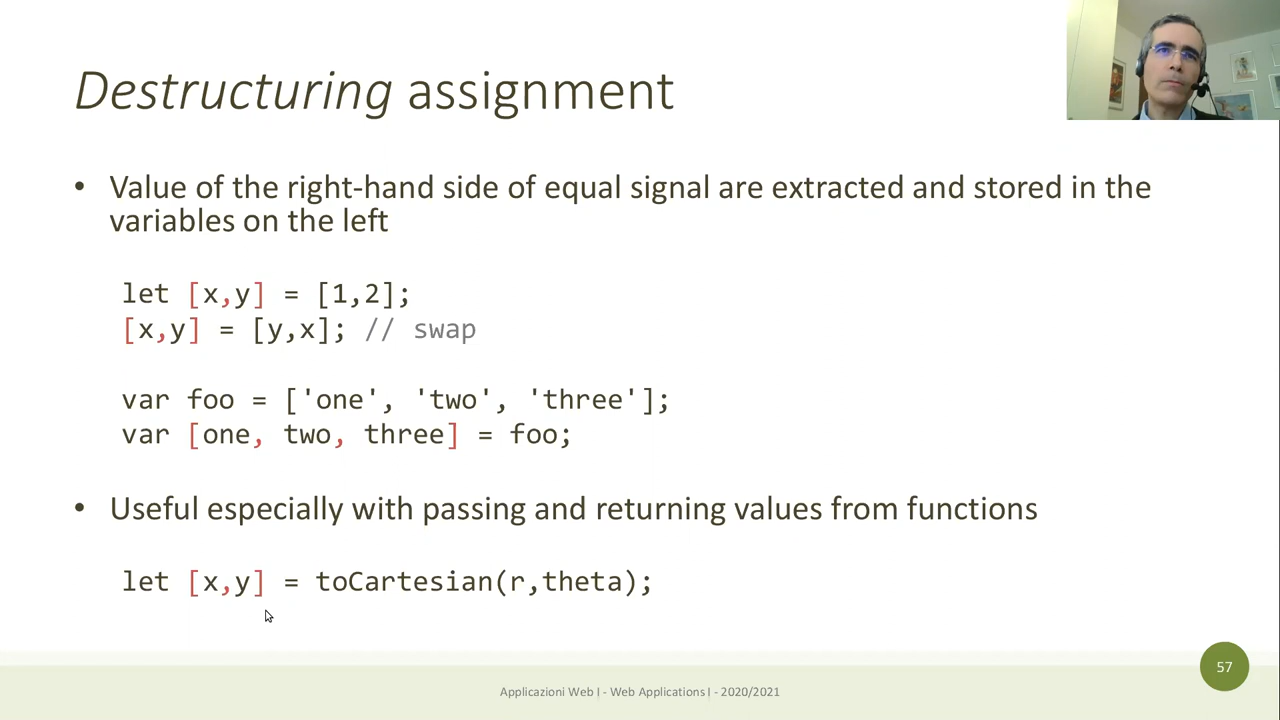 Destructuring assignment
• Value of the right-hand side of equal signal are extracted and stored in the
variables on the left
let [x,y] = [1,2];
[x,y] = [y,x]; // swap
var foo = ['one', 'two', 'three'];
var [one, two, three] = foo;
• Useful especially with passing and returning values from functions
let [x,y] = toCartesian(r,theta);
57
Applicazioni Web I - Web Applications I - 2020/2021